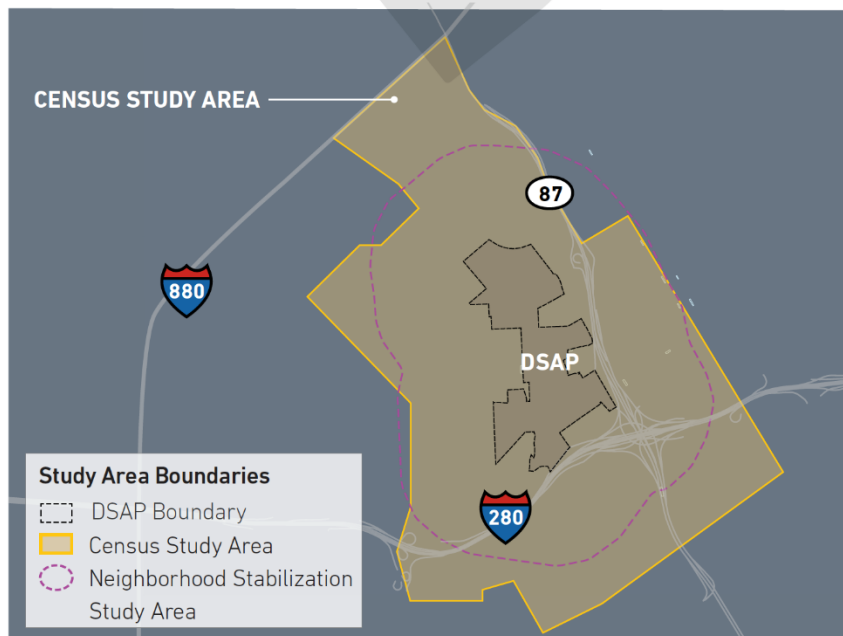 CENSUS STUDY AREA
87
880
DSAP
Study Area Boundaries
DSAP Boundary
Census Study Area
Neighborhood Stabilization
Study Area
280